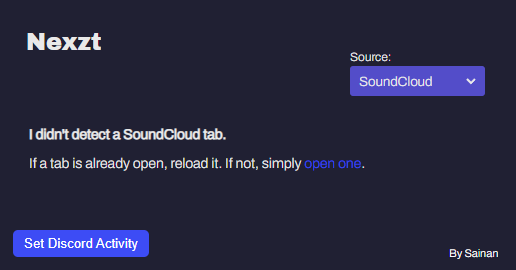 Nexzt
Source:
SoundCloud
I didn't detect a SoundCloud tab.
If a tab is already open, reload it. If not, simply open one.
Set Discord Activity
By Sainan